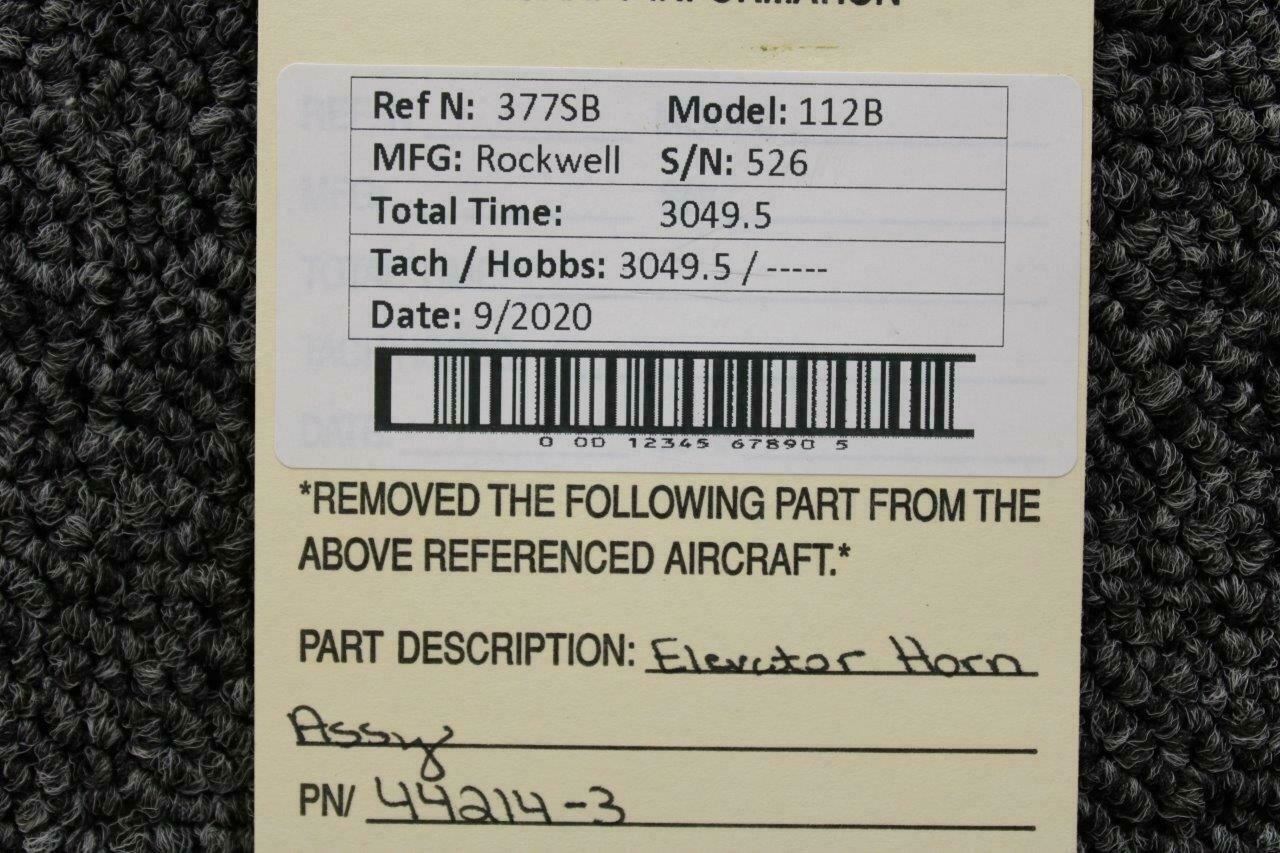 INFORMATION
Ref N: 377SB Model: 112B
MFG: Rockwell S/N: 526
Total Time: 3049.5
Tach / Hobbs: 3049.5 / -----
Date: 9/2020
0 00 12345 67890 5
*REMOVED THE FOLLOWING PART FROM THE
ABOVE REFERENCED AIRCRAFT.*
PART DESCRIPTION: Elevator Horn
Assy
PN/ 44214-3